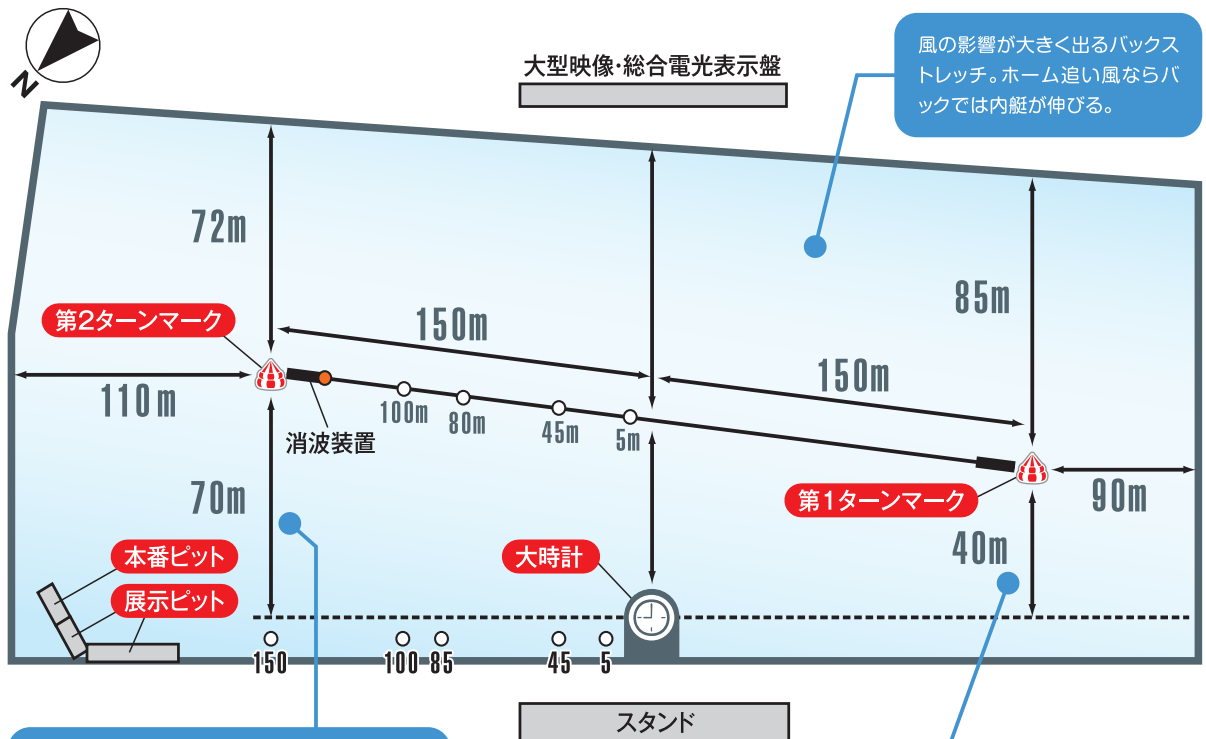 N
大型映像・総合電光表示盤
風の影響が大きく出るバックス
トレッチ。ホーム追い風ならバ
ックでは内艇が伸びる。
72m
85m
第2ターンマーク
150m
150m
110m
消波装置
100m
80m
45m
5m
第1ターンマーク
90m
70m
40m
本番ピット
大時計
展示ピット
150
100
85
45
5
スタンド